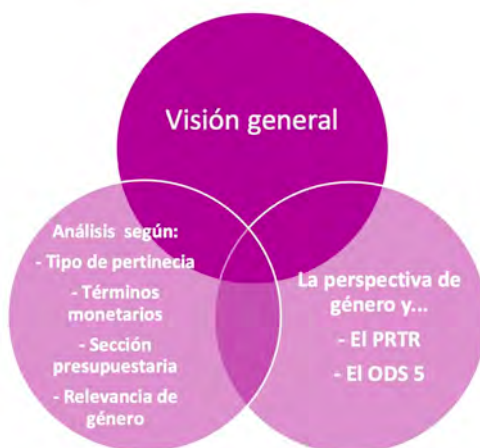 Visión general
Análisis según:
- Tipo de pertinecia
- Términos
monetarios
- Sección
presupuestaria
- Relevancia de
género
La perspectiva de
género y...
- El PRTR
- El ODS 5